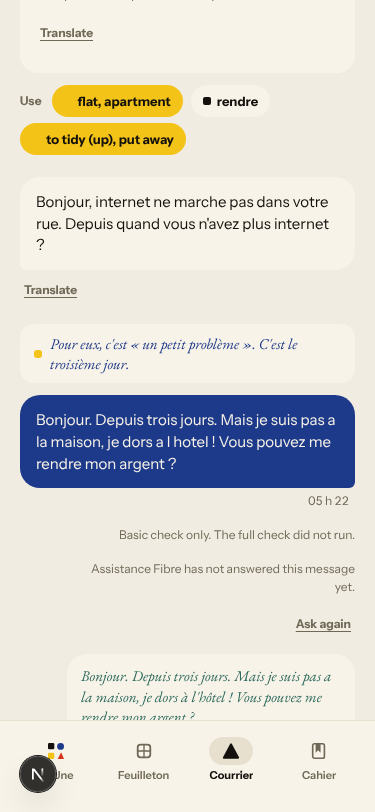 Translate
Use flat, apartment rendre
to tidy (up), put away
Bonjour, internet ne marche pas dans votre
rue. Depuis quand vous n'avez plus internet
?
Translate
Pour eux, c'est « un petit problème ». C'est le
troisième jour.
Bonjour. Depuis trois jours. Mais je suis pas a
la maison, je dors a l hotel ! Vous pouvez me
rendre mon argent ?
05 h 22
Basic check only. The full check did not run.
Assistance Fibre has not answered this message
yet.
Ask again
Bonjour. Depuis trois jours. Mais je suis pas a
la maison, je dors à l'hôtel ! Vous pouvez me
rendre mon argent ?
N Une Feuilleton Courrier Cahier